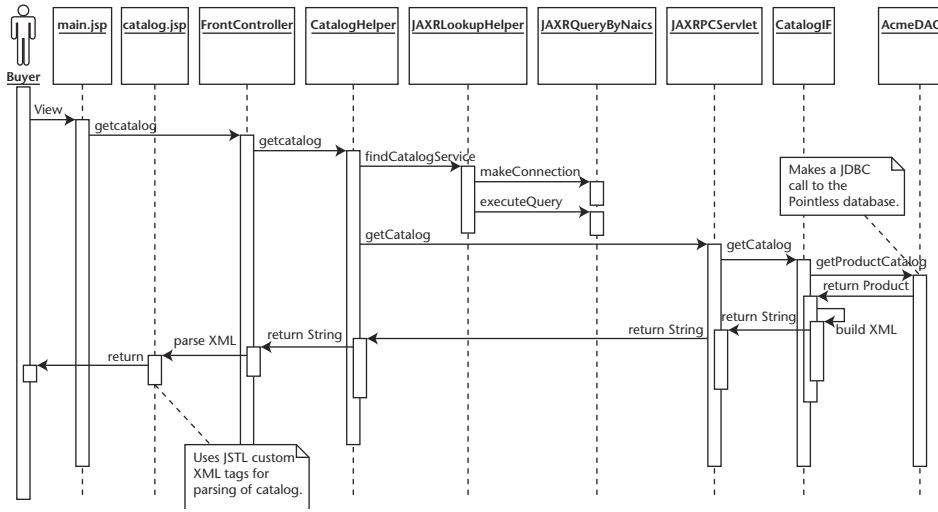 main.jsp
catalog.jsp
FrontController
CatalogHelper
JAXRLookupHelper
JAXRQueryByNaics
JAXRPCServlet
CatalogIF
AcmeDAO
Buyer
View
getcatalog
getcatalog
findCatalogService
makeConnection
executeQuery
Makes a JDBC
call to the
Pointless database.
getCatalog
getCatalog
getProductCatalog
return Product
return String
build XML
return String
return String
parse XML
return
Uses JSTL custom
XML tags for
parsing of catalog.